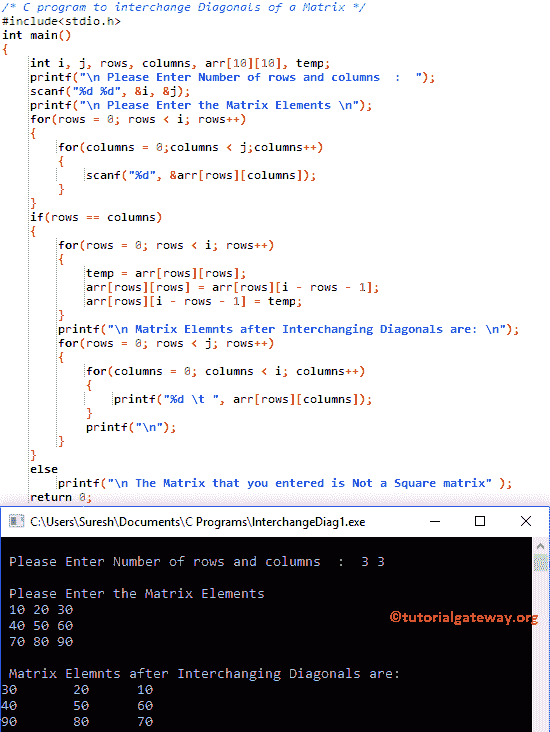 /* C program to interchange Diagonals of a Matrix */
#include<stdio.h>
int main()
{
int i, j, rows, columns, arr[10][10], temp;
printf("\n Please Enter Number of rows and columns  :  ");
scanf("%d %d", &i, &j);
printf("\n Please Enter the Matrix Elements \n");
for(rows = 0; rows < i; rows++)
{
for(columns = 0;columns < j;columns++)
{
scanf("%d", &arr[rows][columns]);
}
}
if(rows == columns)
{
for(rows = 0; rows < i; rows++)
{
temp = arr[rows][rows];
arr[rows][rows] = arr[rows][i - rows - 1];
arr[rows][i - rows - 1] = temp;
}
printf("\n Matrix Elemnts after Interchanging Diagonals are: \n");
for(rows = 0; rows < j; rows++)
{
for(columns = 0; columns < i; columns++)
{
printf("%d \t ", arr[rows][columns]);
}
printf("\n");
}
}
else
printf("\n The Matrix that you entered is Not a Square matrix" );
return 0;
C:\Users\Suresh\Documents\C Programs\InterchangeDiag1.exe
Please Enter Number of rows and columns  :  3 3
Please Enter the Matrix Elements
10 20 30
40 50 60
©tutorialgateway.org
70 80 90
Matrix Elemnts after Interchanging Diagonals are:
30 20 10
40 50 60
90 80 70